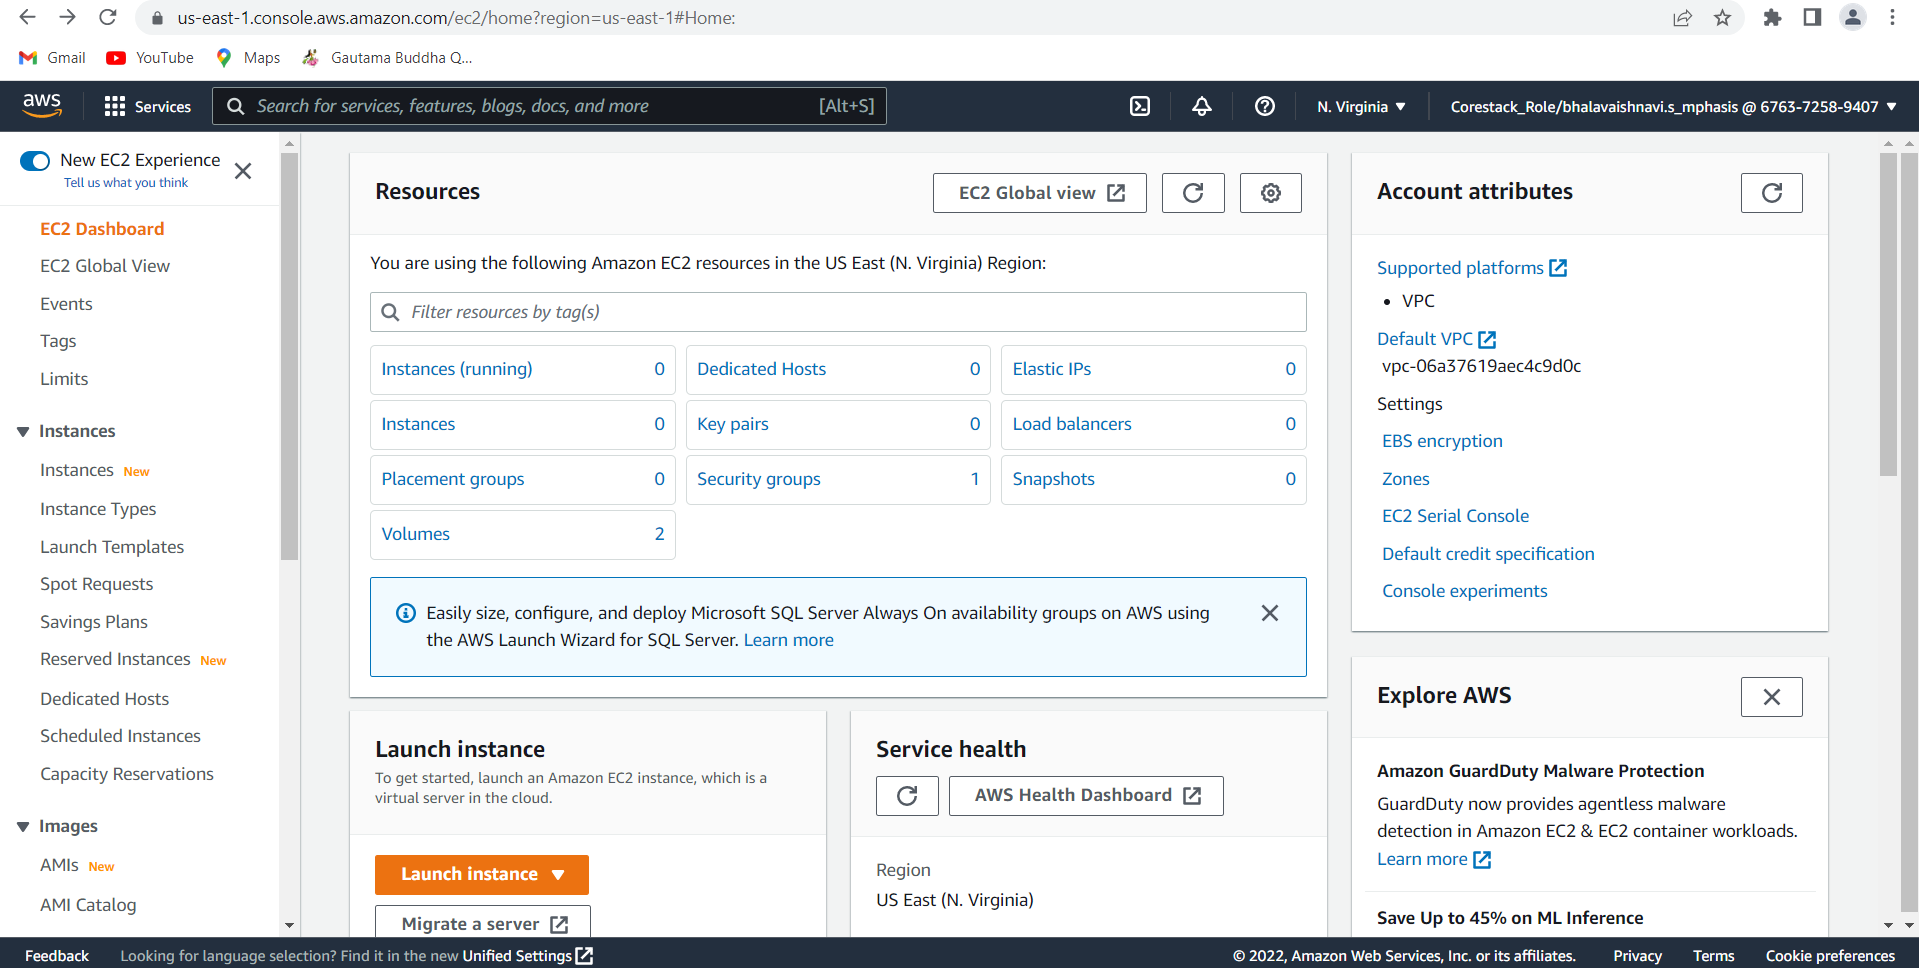 us-east-1.console.aws.amazon.com/ec2/home?region=us-east-1#Home:
Gmail YouTube Maps Gautama Buddha Q...
aws Services Search for services, features, blogs, docs, and more [Alt+S] N. Virginia Corestack_Role/bhalavaishnavi.s_mphasis @ 6763-7258-9407
New EC2 Experience
Tell us what you think
EC2 Dashboard
EC2 Global View
Events
Tags
Limits
Instances
Instances New
Instance Types
Launch Templates
Spot Requests
Savings Plans
Reserved Instances New
Dedicated Hosts
Scheduled Instances
Capacity Reservations
Images
AMIs New
AMI Catalog
Resources
EC2 Global view
You are using the following Amazon EC2 resources in the US East (N. Virginia) Region:
Filter resources by tag(s)
Instances (running) 0 Dedicated Hosts 0 Elastic IPs 0
Instances 0 Key pairs 0 Load balancers 0
Placement groups 0 Security groups 1 Snapshots 0
Volumes 2
Easily size, configure, and deploy Microsoft SQL Server Always On availability groups on AWS using
the AWS Launch Wizard for SQL Server. Learn more
Launch instance
To get started, launch an Amazon EC2 instance, which is a
virtual server in the cloud.
Launch instance
Migrate a server
Service health
AWS Health Dashboard
Region
US East (N. Virginia)
Account attributes
Supported platforms
• VPC
Default VPC
vpc-06a37619aec4c9d0c
Settings
EBS encryption
Zones
EC2 Serial Console
Default credit specification
Console experiments
Explore AWS
Amazon GuardDuty Malware Protection
GuardDuty now provides agentless malware
detection in Amazon EC2 & EC2 container workloads.
Learn more
Save Up to 45% on ML Inference
Feedback Looking for language selection? Find it in the new Unified Settings © 2022, Amazon Web Services, Inc. or its affiliates. Privacy Terms Cookie preferences